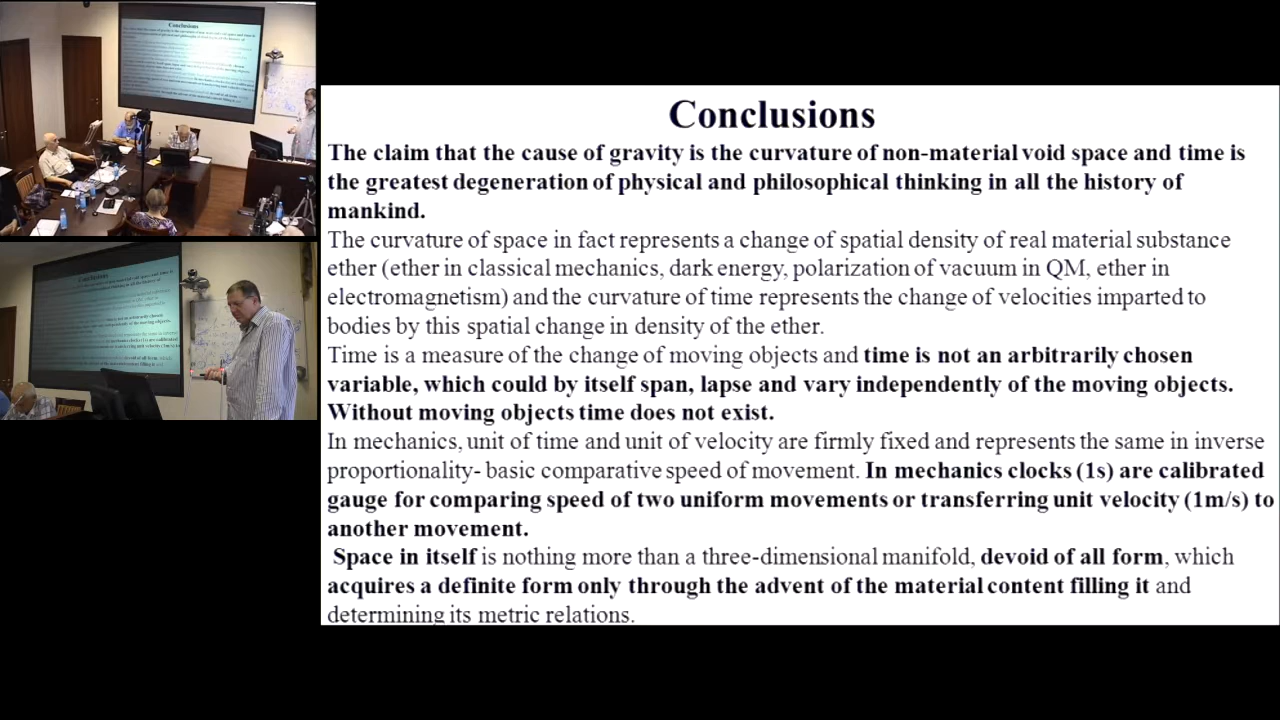 Conclusions
The claim that the cause of gravity is the curvature of non-material void space and time is
the greatest degeneration of physical and philosophical thinking in all the history of
mankind.
The curvature of space in fact represents a change of spatial density of real material substance
ether (ether in classical mechanics, dark energy, polarization of vacuum in QM, ether in
electromagnetism) and the curvature of time represents the change of velocities imparted to
bodies by this spatial change in density of the ether.
Time is a measure of the change of moving objects and time is not an arbitrarily chosen
variable, which could by itself span, lapse and vary independently of the moving objects.
Without moving objects time does not exist.
In mechanics, unit of time and unit of velocity are firmly fixed and represents the same in inverse
proportionality- basic comparative speed of movement. In mechanics clocks (1s) are calibrated
gauge for comparing speed of two uniform movements or transferring unit velocity (1m/s) to
another movement.
Space in itself is nothing more than a three-dimensional manifold, devoid of all form, which
acquires a definite form only through the advent of the material content filling it and
determining its metric relations.
Conclusions
Conclusions